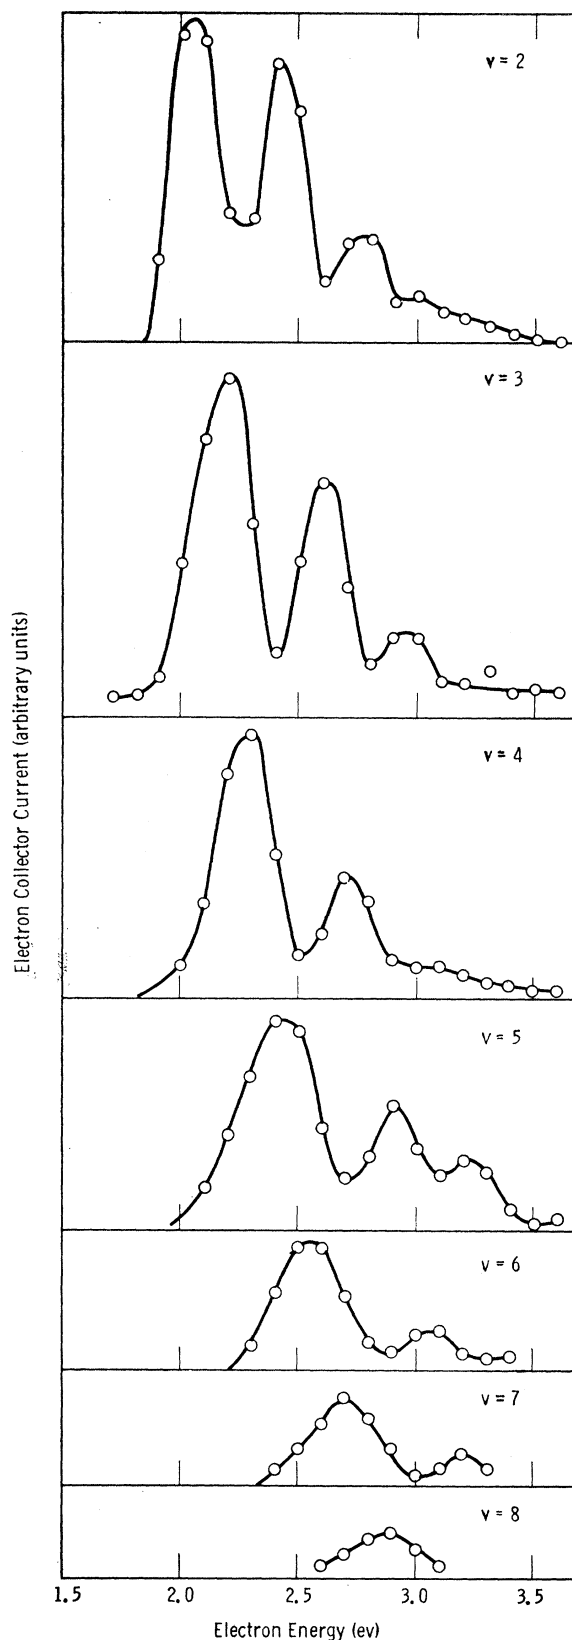 v = 2
v = 3
v = 4
v = 5
v = 6
v = 7
v = 8
Electron Collector Current (arbitrary units)
1.5 2.0 2.5 3.0 3.5
Electron Energy (ev)